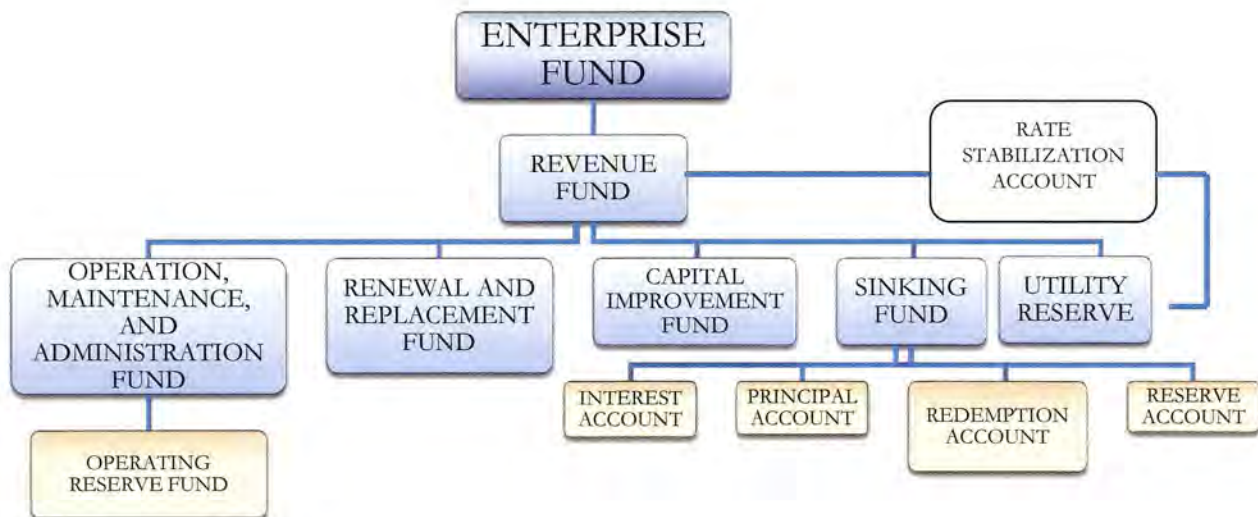 ENTERPRISE
FUND
REVENUE
FUND
RATE
STABILIZATION
ACCOUNT
OPERATION,
MAINTENANCE,
AND
ADMINISTRATION
FUND
RENEWAL AND
REPLACEMENT
FUND
CAPITAL
IMPROVEMENT
FUND
SINKING
FUND
UTILITY
RESERVE
OPERATING
RESERVE FUND
INTEREST
ACCOUNT
PRINCIPAL
ACCOUNT
REDEMPTION
ACCOUNT
RESERVE
ACCOUNT